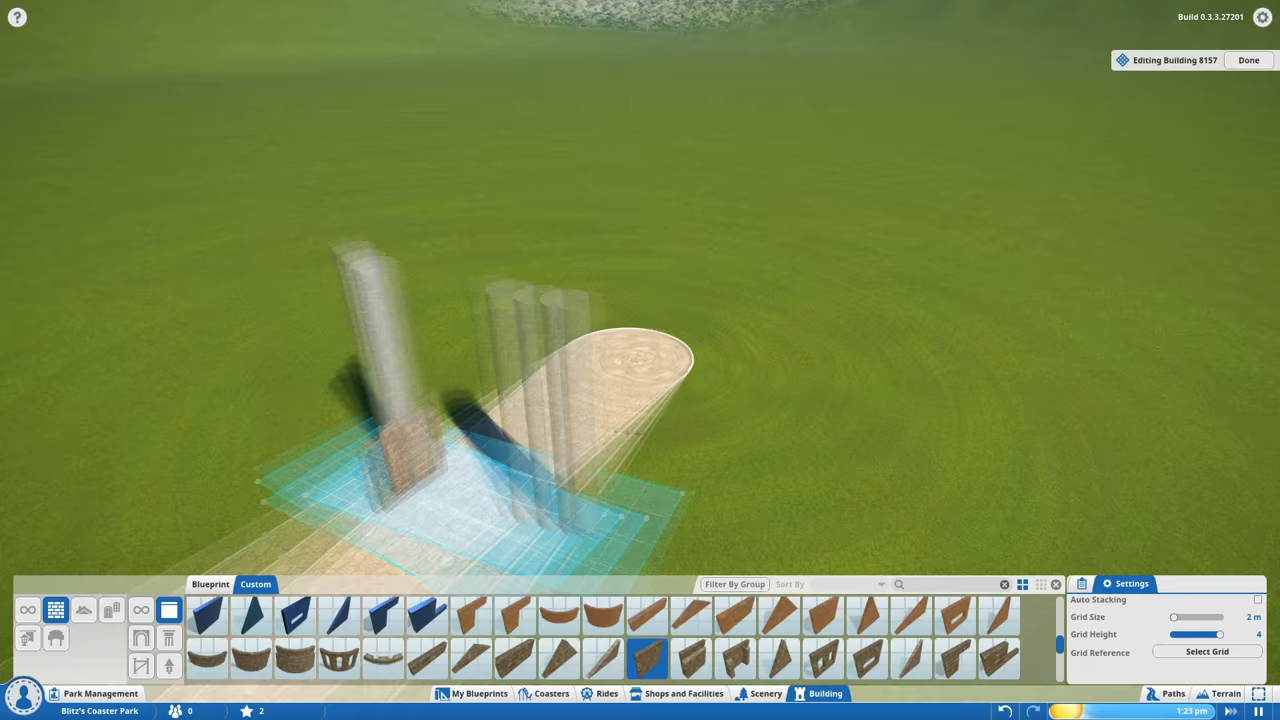 ?
Build 0.3.3.27201
Editing Building 8157
Done
Blueprint
Custom
Filter By Group
Sort By
Settings
Auto Stacking
Grid Size
2 m
Grid Height
4
Grid Reference
Select Grid
Park Management
My Blueprints
Coasters
Rides
Shops and Facilities
Scenery
Building
Paths
Terrain
Blitz's Coaster Park
0
2
1:23 pm